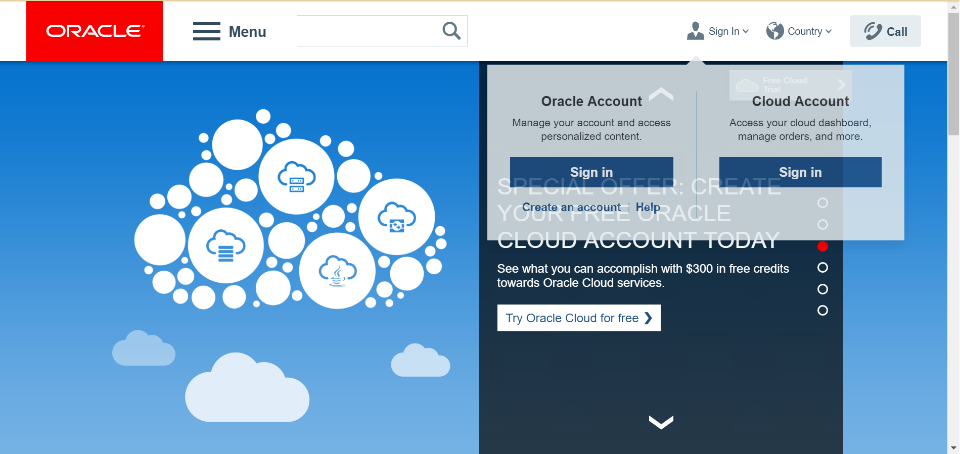 ORACLE
Menu
Sign In
Country
Call
Free Cloud
Trial
Oracle Account
Manage your account and access
personalized content.
Sign in
Create an account
Help
Cloud Account
Access your cloud dashboard,
manage orders, and more.
Sign in
SPECIAL OFFER: CREATE
YOUR FREE ORACLE
CLOUD ACCOUNT TODAY
See what you can accomplish with $300 in free credits
towards Oracle Cloud services.
Try Oracle Cloud for free